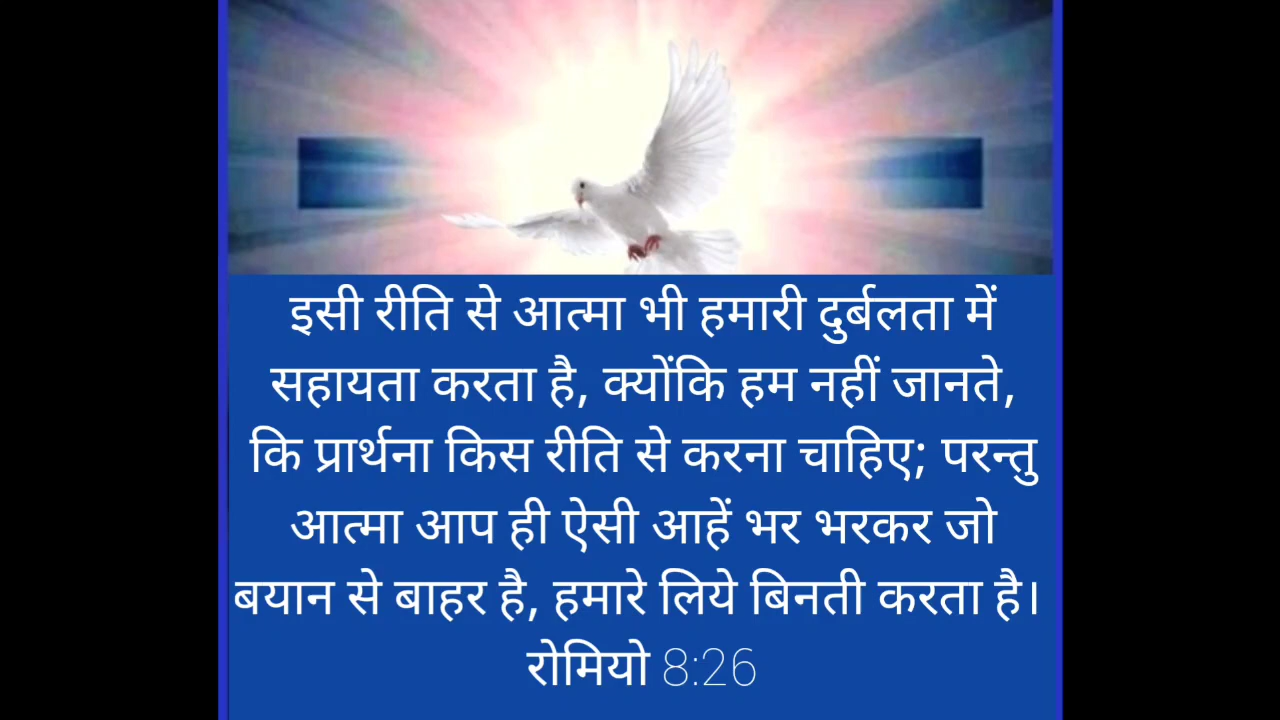 इसी रीति से आत्मा भी हमारी दुर्बलता में
सहायता करता है, क्योंकि हम नहीं जानते,
कि प्रार्थना किस रीति से करना चाहिए; परन्तु
आत्मा आप ही ऐसी आहें भर भरकर जो
बयान से बाहर है, हमारे लिये बिनती करता है।
रोमियो 8:26